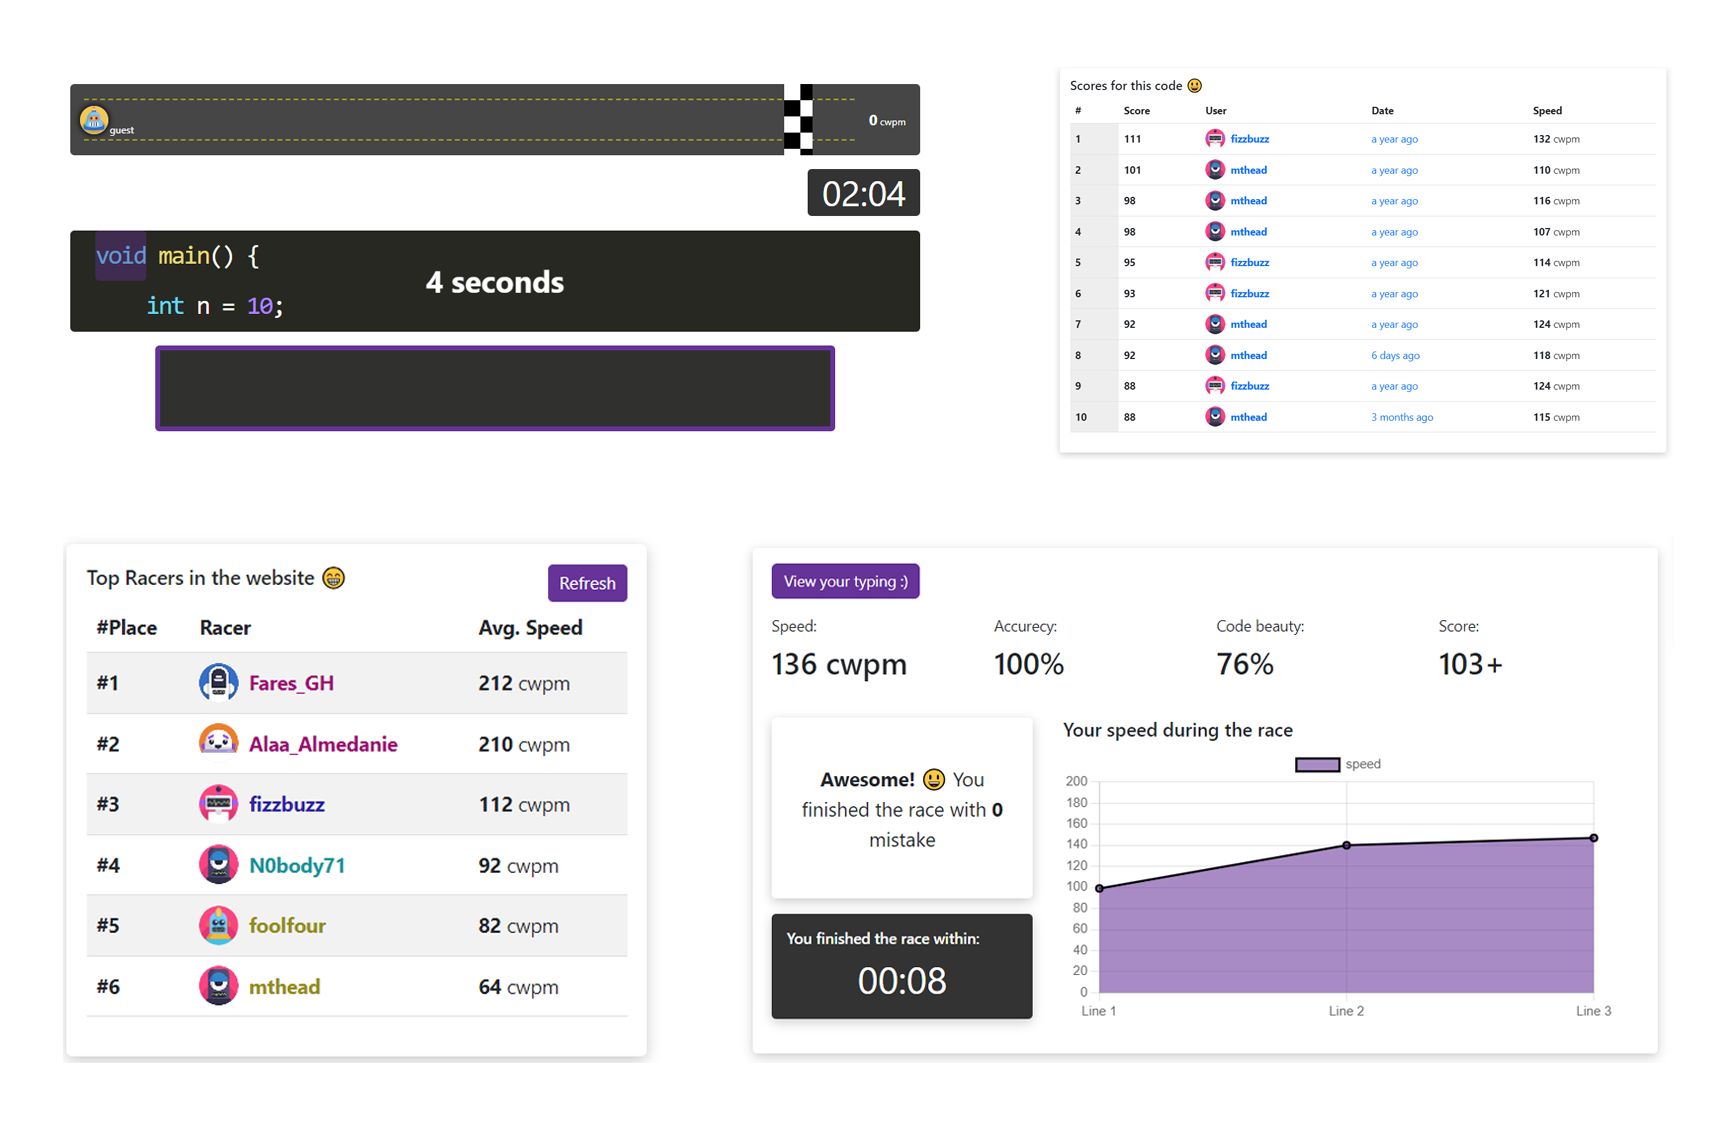 guest
0 cwpm
02:04
void main() {
4 seconds
int n = 10;
Scores for this code 😀
# Score User Date Speed
1 111 fizzbuzz a year ago 132 cwpm
2 101 mthead a year ago 110 cwpm
3 98 mthead a year ago 116 cwpm
4 98 mthead a year ago 107 cwpm
5 95 fizzbuzz a year ago 114 cwpm
6 93 fizzbuzz a year ago 121 cwpm
7 92 mthead a year ago 124 cwpm
8 92 mthead 6 days ago 118 cwpm
9 88 fizzbuzz a year ago 124 cwpm
10 88 mthead 3 months ago 115 cwpm
Top Racers in the website 😁
Refresh
#Place Racer Avg. Speed
#1 Fares_GH 212 cwpm
#2 Alaa_Almedanie 210 cwpm
#3 fizzbuzz 112 cwpm
#4 N0body71 92 cwpm
#5 foolfour 82 cwpm
#6 mthead 64 cwpm
View your typing :)
Speed: Accurecy: Code beauty: Score:
136 cwpm 100% 76% 103+
Awesome! 😃 You
finished the race with 0
mistake
You finished the race within:
00:08
Your speed during the race
speed
200
180
160
140
120
100
80
60
40
20
0
Line 1 Line 2 Line 3